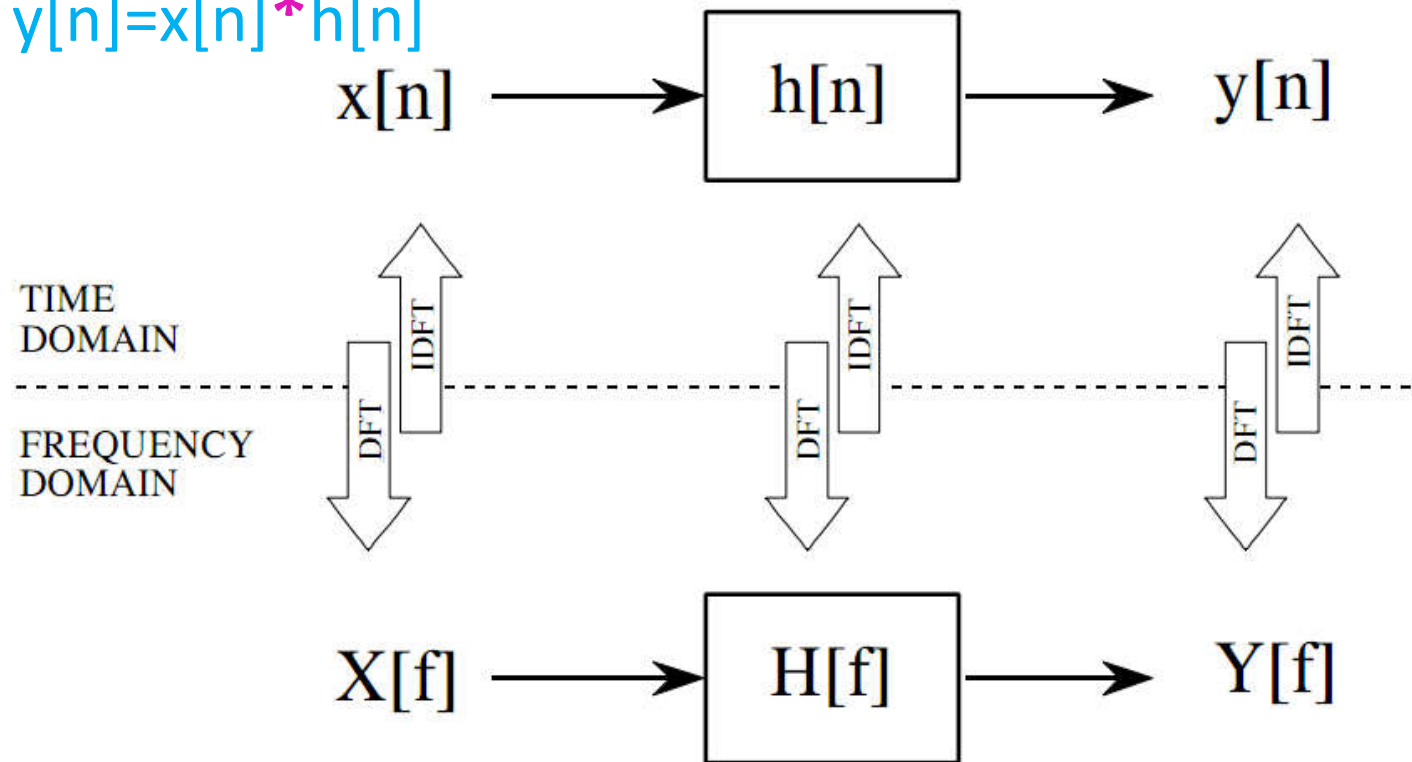 y[n]=x[n]*h[n]
x[n] h[n] y[n]
TIME
DOMAIN
IDFT IDFT IDFT
DFT DFT DFT
FREQUENCY
DOMAIN
X[f] H[f] Y[f]